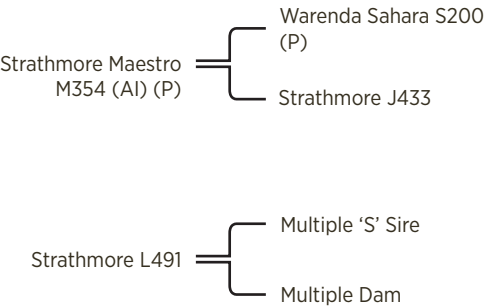 Warenda Sahara S200
(P)
Strathmore Maestro
M354 (AI) (P)
Strathmore J433
Multiple ‘S’ Sire
Strathmore L491
Multiple Dam